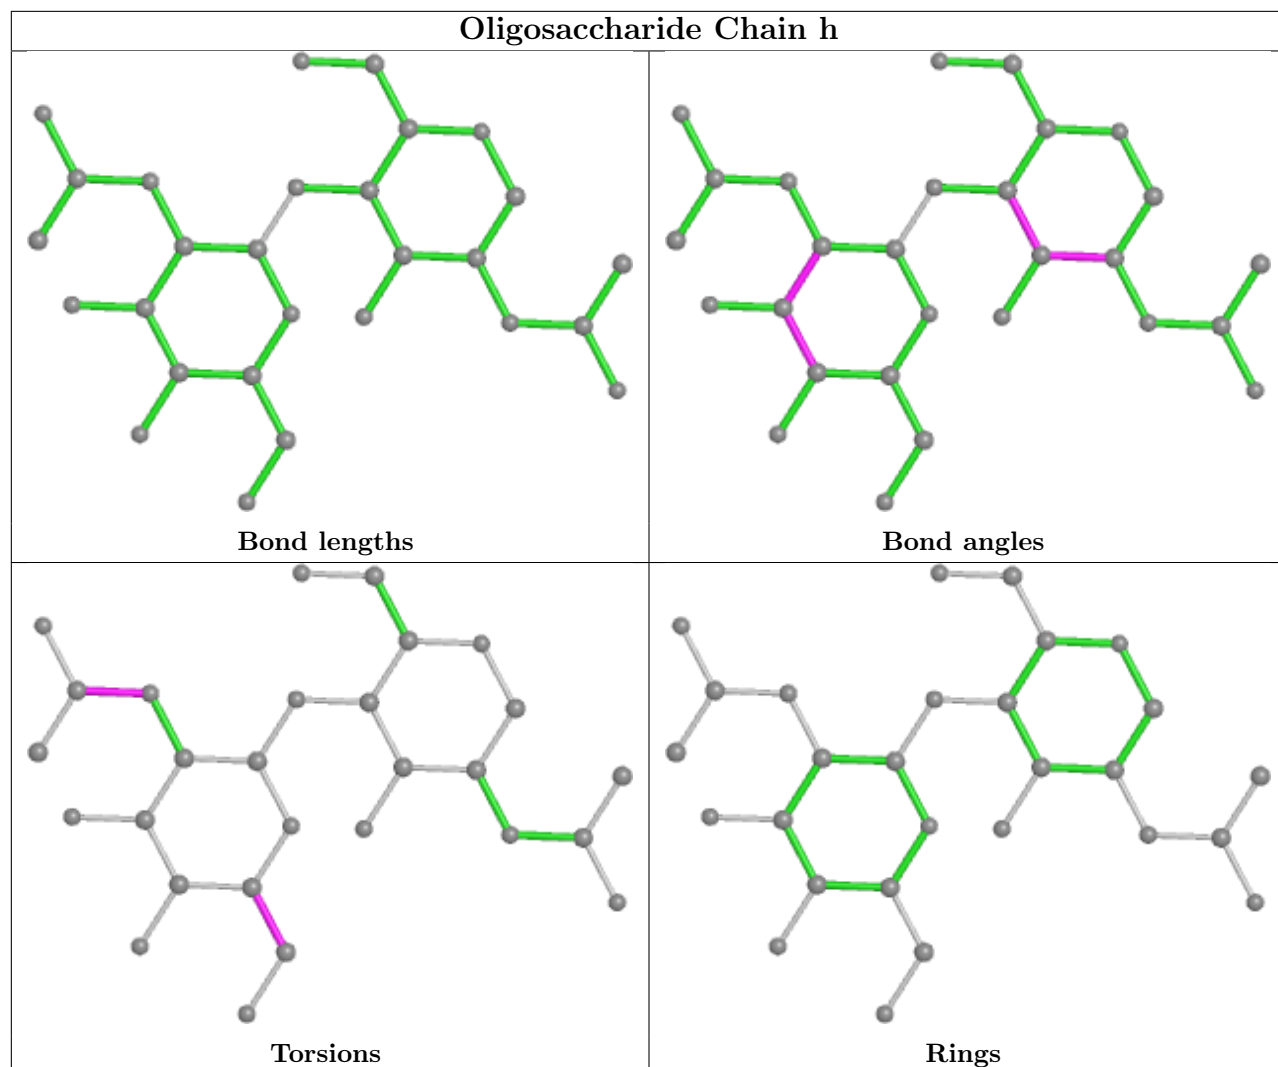 Oligosaccharide Chain h
Bond lengths
Bond angles
Torsions
Rings